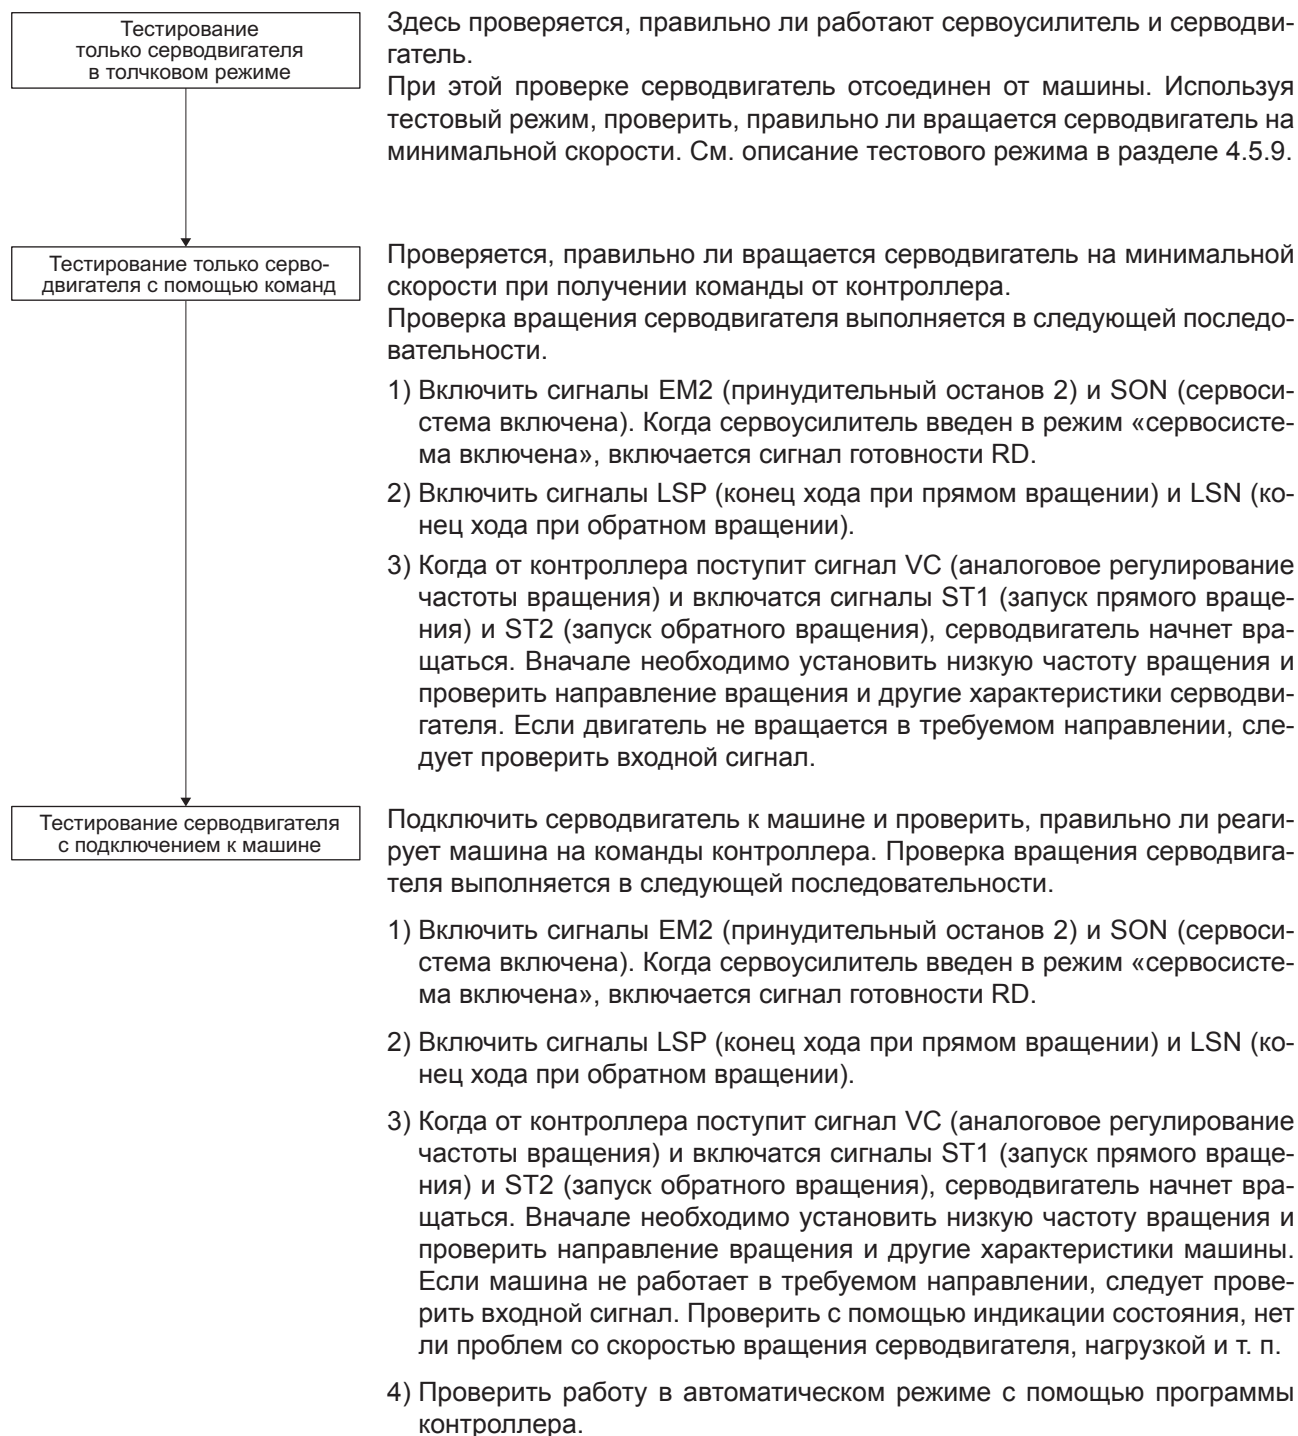 Тестирование
только серводвигателя
в толчковом режиме
Здесь проверяется, правильно ли работают сервоусилитель и серводви-
гатель.
При этой проверке серводвигатель отсоединен от машины. Используя
тестовый режим, проверить, правильно ли вращается серводвигатель на
минимальной скорости. См. описание тестового режима в разделе 4.5.9.
Тестирование только серво-
двигателя с помощью команд
Проверяется, правильно ли вращается серводвигатель на минимальной
скорости при получении команды от контроллера.
Проверка вращения серводвигателя выполняется в следующей последо-
вательности.
1) Включить сигналы EM2 (принудительный останов 2) и SON (сервоси-
стема включена). Когда сервоусилитель введен в режим «сервосисте-
ма включена», включается сигнал готовности RD.
2) Включить сигналы LSP (конец хода при прямом вращении) и LSN (ко-
нец хода при обратном вращении).
3) Когда от контроллера поступит сигнал VC (аналоговое регулирование
частоты вращения) и включатся сигналы ST1 (запуск прямого враще-
ния) и ST2 (запуск обратного вращения), серводвигатель начнет вра-
щаться. Вначале необходимо установить низкую частоту вращения и
проверить направление вращения и другие характеристики серводви-
гателя. Если двигатель не вращается в требуемом направлении, сле-
дует проверить входной сигнал.
Тестирование серводвигателя
с подключением к машине
Подключить серводвигатель к машине и проверить, правильно ли реаги-
рует машина на команды контроллера. Проверка вращения серводвига-
теля выполняется в следующей последовательности.
1) Включить сигналы EM2 (принудительный останов 2) и SON (сервоси-
стема включена). Когда сервоусилитель введен в режим «сервосисте-
ма включена», включается сигнал готовности RD.
2) Включить сигналы LSP (конец хода при прямом вращении) и LSN (ко-
нец хода при обратном вращении).
3) Когда от контроллера поступит сигнал VC (аналоговое регулирование
частоты вращения) и включатся сигналы ST1 (запуск прямого враще-
ния) и ST2 (запуск обратного вращения), серводвигатель начнет вра-
щаться. Вначале необходимо установить низкую частоту вращения и
проверить направление вращения и другие характеристики машины.
Если машина не работает в требуемом направлении, следует прове-
рить входной сигнал. Проверить с помощью индикации состояния, нет
ли проблем со скоростью вращения серводвигателя, нагрузкой и т. п.
4) Проверить работу в автоматическом режиме с помощью программы
контроллера.